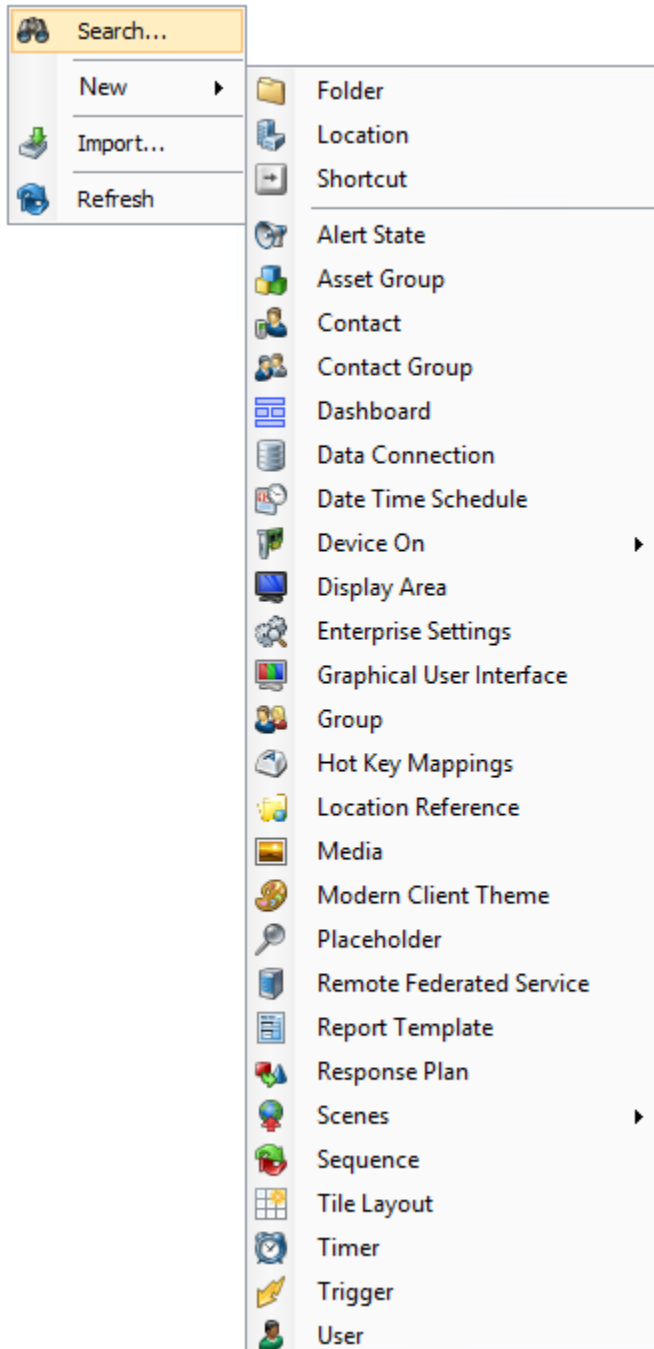 Search...
New
Import...
Refresh
Folder
Location
Shortcut
Alert State
Asset Group
Contact
Contact Group
Dashboard
Data Connection
Date Time Schedule
Device On
Display Area
Enterprise Settings
Graphical User Interface
Group
Hot Key Mappings
Location Reference
Media
Modern Client Theme
Placeholder
Remote Federated Service
Report Template
Response Plan
Scenes
Sequence
Tile Layout
Timer
Trigger
User